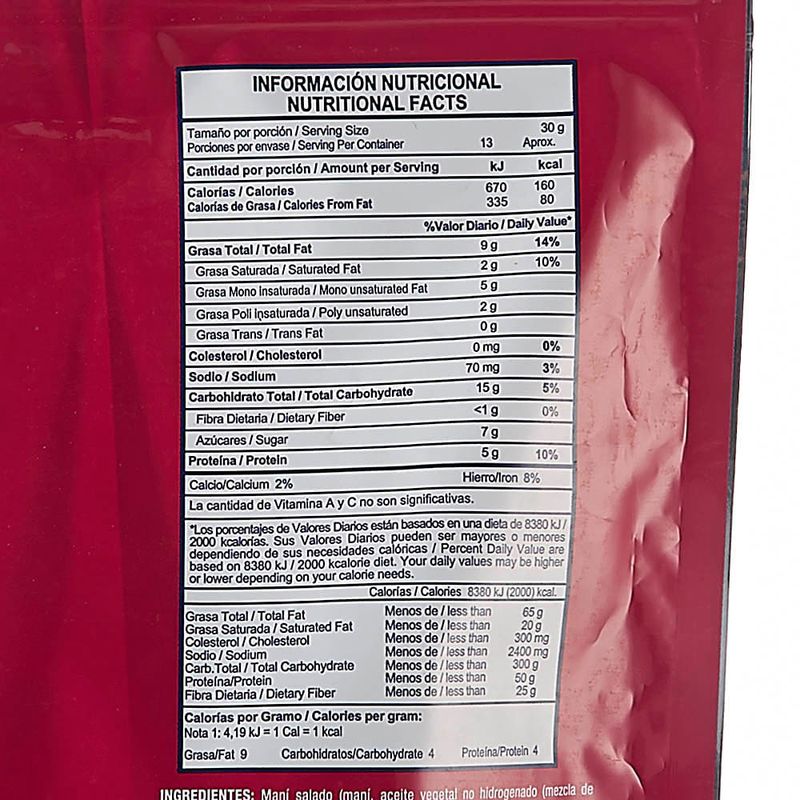 INFORMACIÓN NUTRICIONAL
NUTRITIONAL FACTS
Tamaño por porción / Serving Size 30 g
Porciones por envase / Serving Per Container 13 Aprox.
Cantidad por porción / Amount per Serving kJ kcal
Calorías / Calories 670 160
Calorías de Grasa / Calories From Fat 335 80
%Valor Diario / Daily Value*
Grasa Total / Total Fat 9 g 14%
Grasa Saturada / Saturated Fat 2 g 10%
Grasa Mono Insaturada / Mono unsaturated Fat 5 g
Grasa Poli insaturada / Poly unsaturated 2 g
Grasa Trans / Trans Fat 0 g
Colesterol / Cholesterol 0 mg 0%
Sodio / Sodium 70 mg 3%
Carbohidrato Total / Total Carbohydrate 15 g 5%
Fibra Dietaria / Dietary Fiber <1 g 0%
Azúcares / Sugar 7 g
Proteína / Protein 5 g 10%
Calcio/Calcium 2% Hierro/Iron 8%
La cantidad de Vitamina A y C no son significativas.
*Los porcentajes de Valores Diarios están basados en una dieta de 8380 kJ /
2000 kcalorías. Sus Valores Diarios pueden ser mayores o menores
dependiendo de sus necesidades calóricas / Percent Daily Value are
based on 8380 kJ / 2000 kcalorie diet. Your daily values may be higher
or lower depending on your calorie needs.
Calorías / Calories 8380 kJ (2000) kcal.
Grasa Total / Total Fat Menos de / less than 65 g
Grasa Saturada / Saturated Fat Menos de / less than 20 g
Colesterol / Cholesterol Menos de / less than 300 mg
Sodio / Sodium Menos de / less than 2400 mg
Carb.Total / Total Carbohydrate Menos de / less than 300 g
Proteína/Protein Menos de / less than 50 g
Fibra Dietaria / Dietary Fiber Menos de / less than 25 g
Calorías por Gramo / Calories per gram:
Nota 1: 4,19 kJ = 1 Cal = 1 kcal
Grasa/Fat 9 Carbohidratos/Carbohydrate 4 Proteína/Protein 4
INGREDIENTES: Maní salado (maní, aceite vegetal no hidrogenado (mezcla de